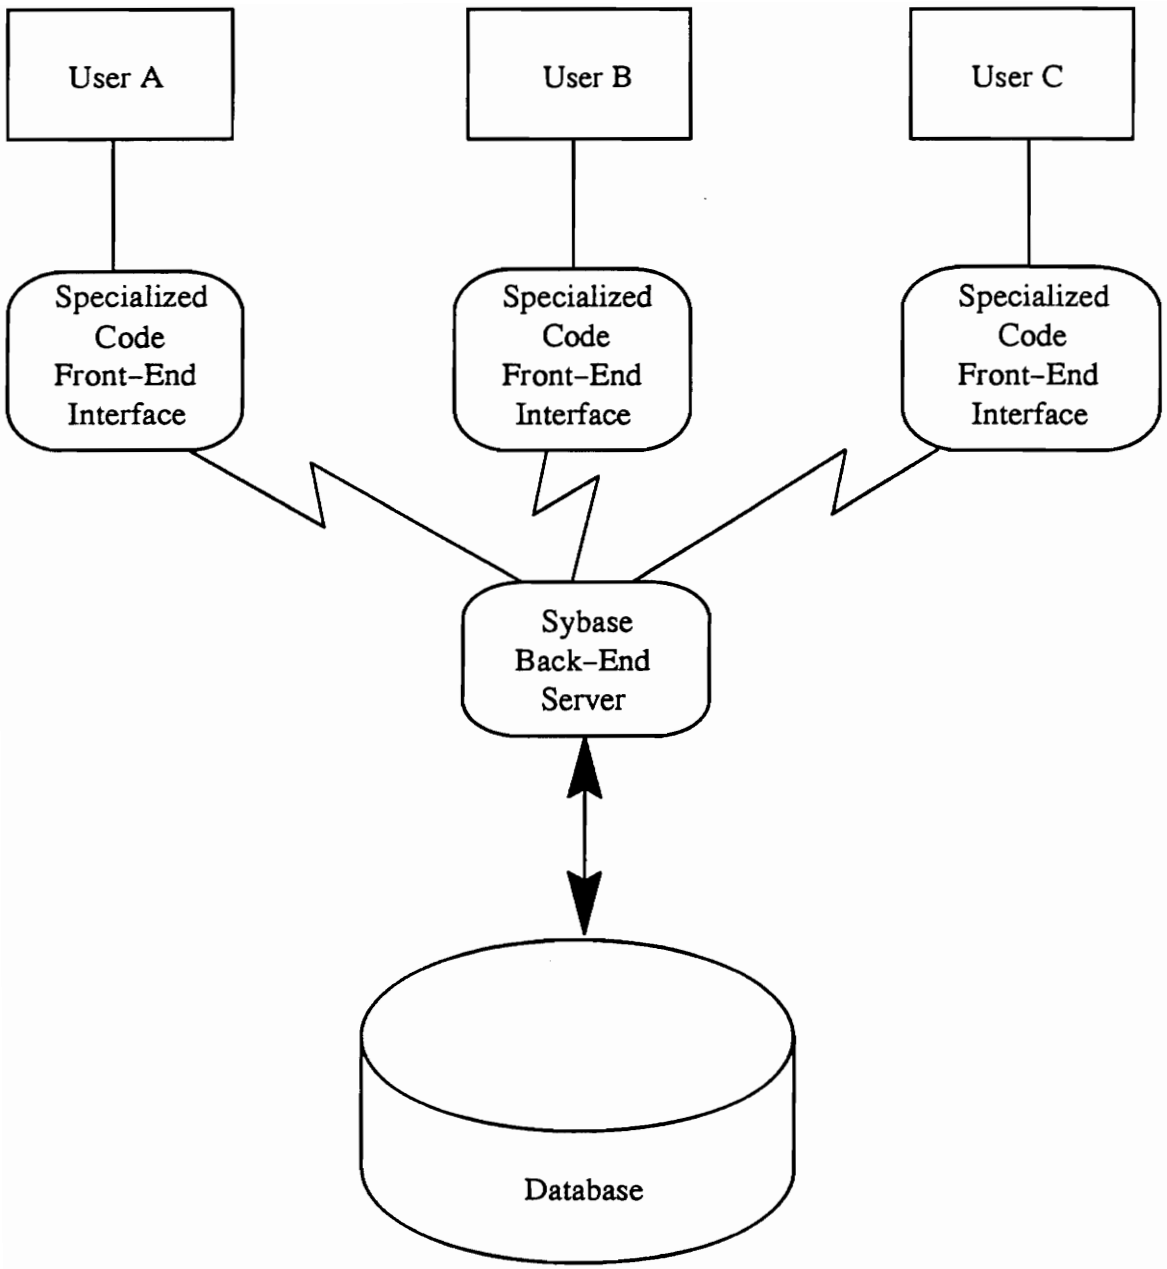 User A
User B
User C
Specialized
Code
Front-End
Interface
Specialized
Code
Front-End
Interface
Specialized
Code
Front-End
Interface
Sybase
Back-End
Server
Database